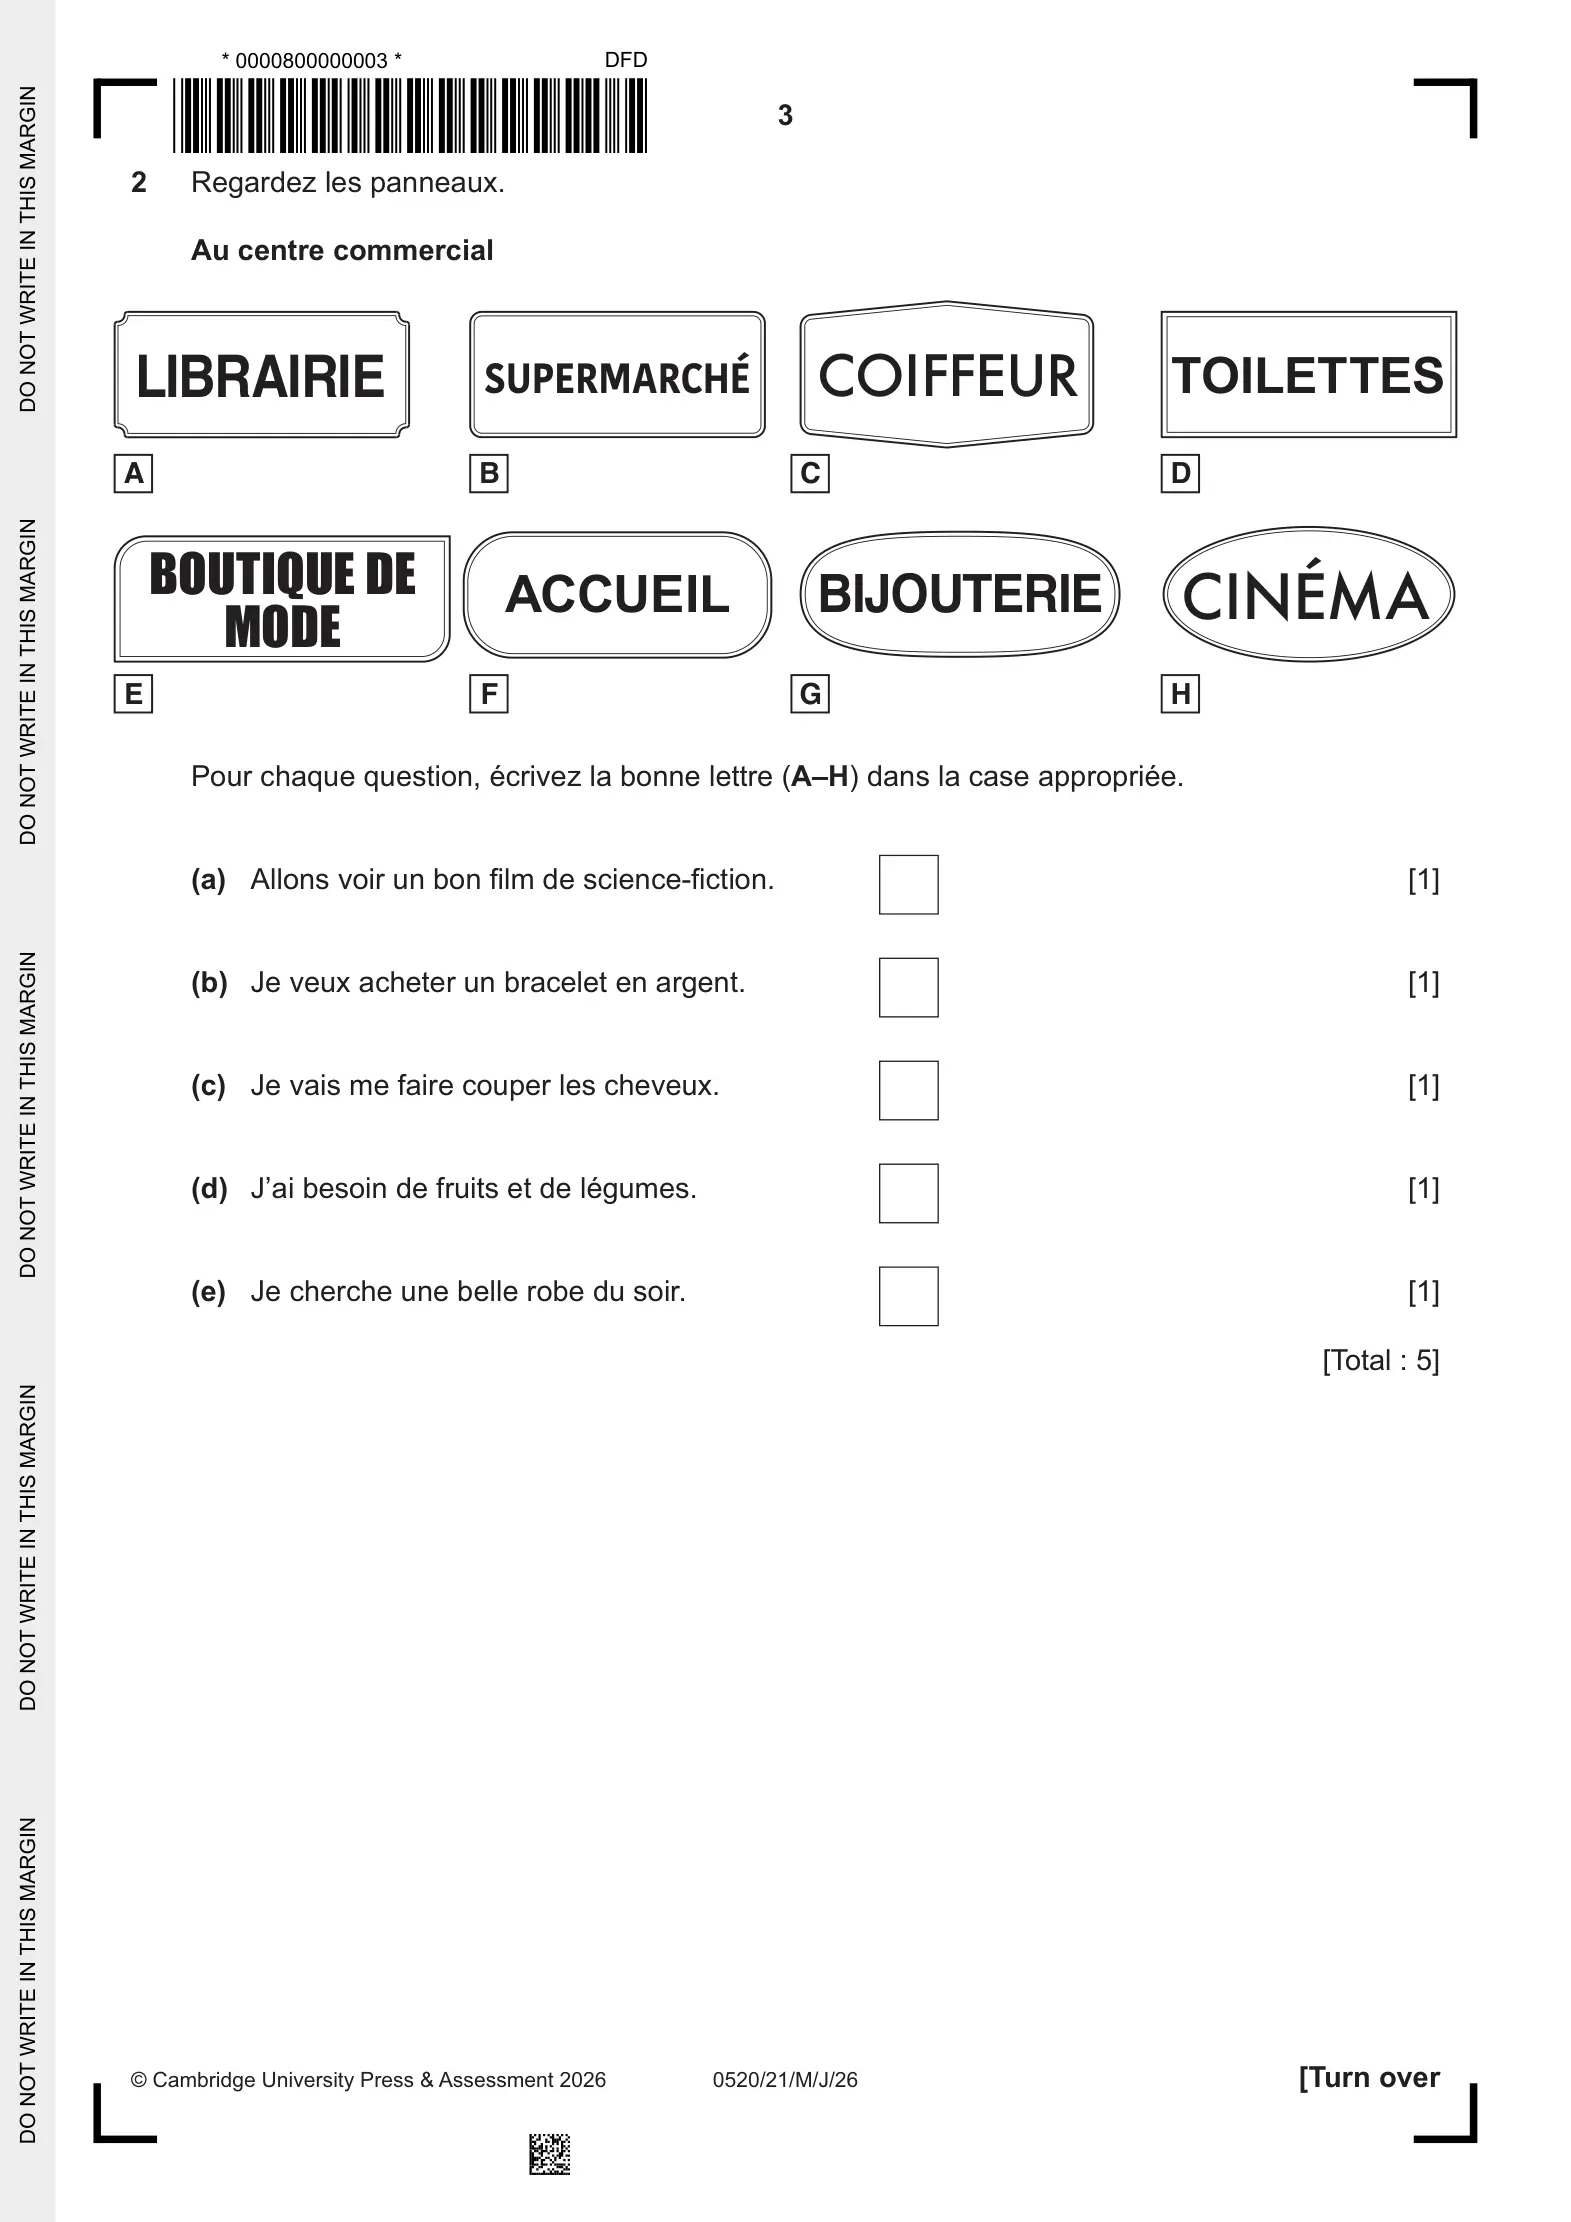 * 0000800000003 *
DFD
3
2 Regardez les panneaux.
Au centre commercial
LIBRAIRIE
SUPERMARCHÉ
COIFFEUR
TOILETTES
A
B
C
D
BOUTIQUE DE
MODE
ACCUEIL
BIJOUTERIE
CINÉMA
E
F
G
H
Pour chaque question, écrivez la bonne lettre (A–H) dans la case appropriée.
(a) Allons voir un bon film de science-fiction. [1]
(b) Je veux acheter un bracelet en argent. [1]
(c) Je vais me faire couper les cheveux. [1]
(d) J’ai besoin de fruits et de légumes. [1]
(e) Je cherche une belle robe du soir. [1]
[Total : 5]
© Cambridge University Press & Assessment 2026
0520/21/M/J/26
[Turn over
DO NOT WRITE IN THIS MARGIN
DO NOT WRITE IN THIS MARGIN
DO NOT WRITE IN THIS MARGIN
DO NOT WRITE IN THIS MARGIN
DO NOT WRITE IN THIS MARGIN